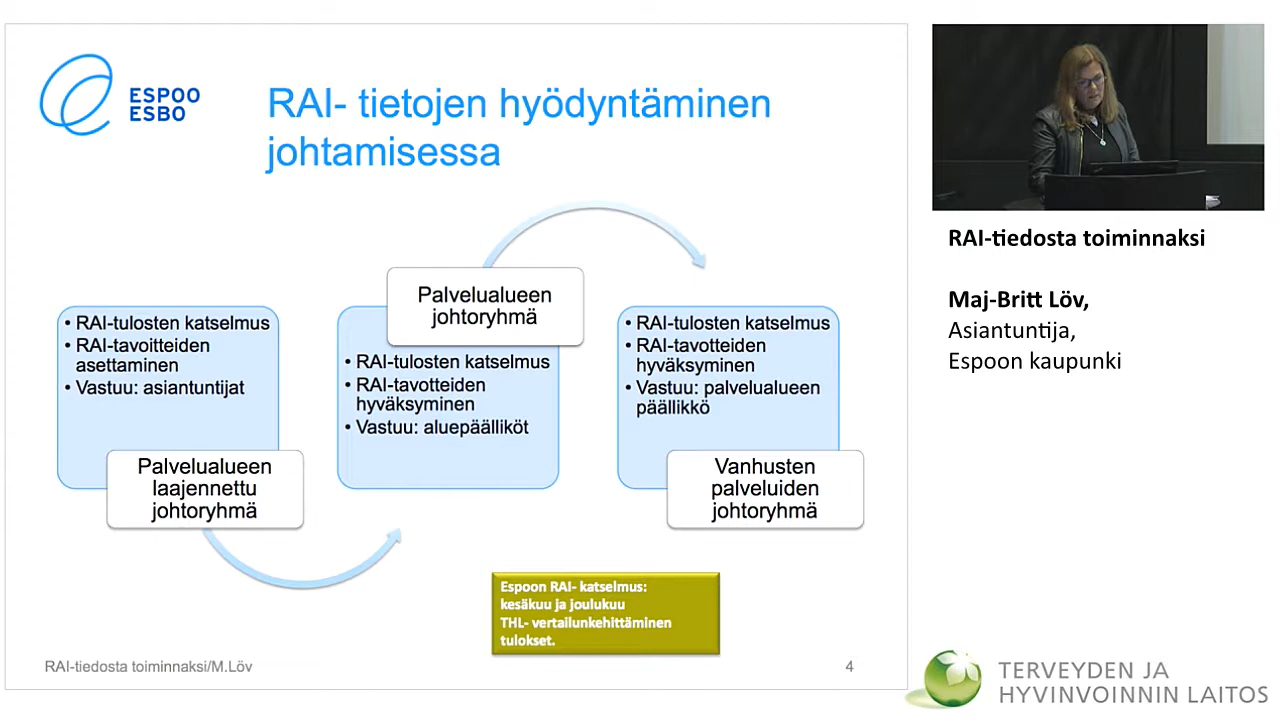 ESPOO
ESBO
RAI- tietojen hyödyntäminen
johtamisessa
• RAI-tulosten katselmus
• RAI-tavoitteiden
asettaminen
• Vastuu: asiantuntijat
Palvelualueen
laajennettu
johtoryhmä
Palvelualueen
johtoryhmä
• RAI-tulosten katselmus
• RAI-tavotteiden
hyväksyminen
• Vastuu: aluepäälliköt
• RAI-tulosten katselmus
• RAI-tavotteiden
hyväksyminen
• Vastuu: palvelualueen
päällikkö
Vanhusten
palveluiden
johtoryhmä
Espoon RAI- katselmus:
kesäkuu ja joulukuu
THL- vertailunkehittäminen
tulokset.
RAI-tiedosta toiminnaksi/M.Löv
4
RAI-tiedosta toiminnaksi
Maj-Britt Löv,
Asiantuntija,
Espoon kaupunki
TERVEYDEN JA
HYVINVOINNIN LAITOS